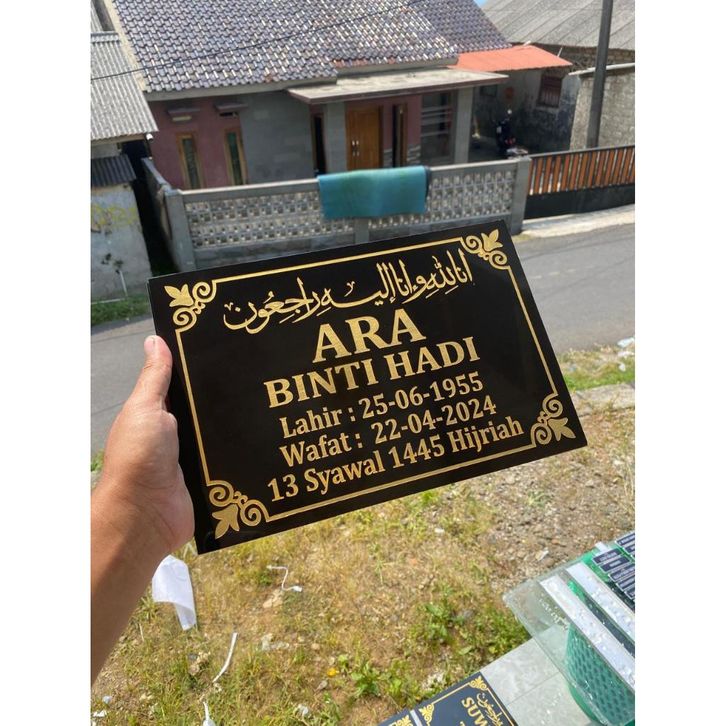 انا لله وانا اليه راجعون
ARA
BINTI HADI
Lahir : 25-06-1955
Wafat : 22-04-2024
13 Syawal 1445 Hijriah